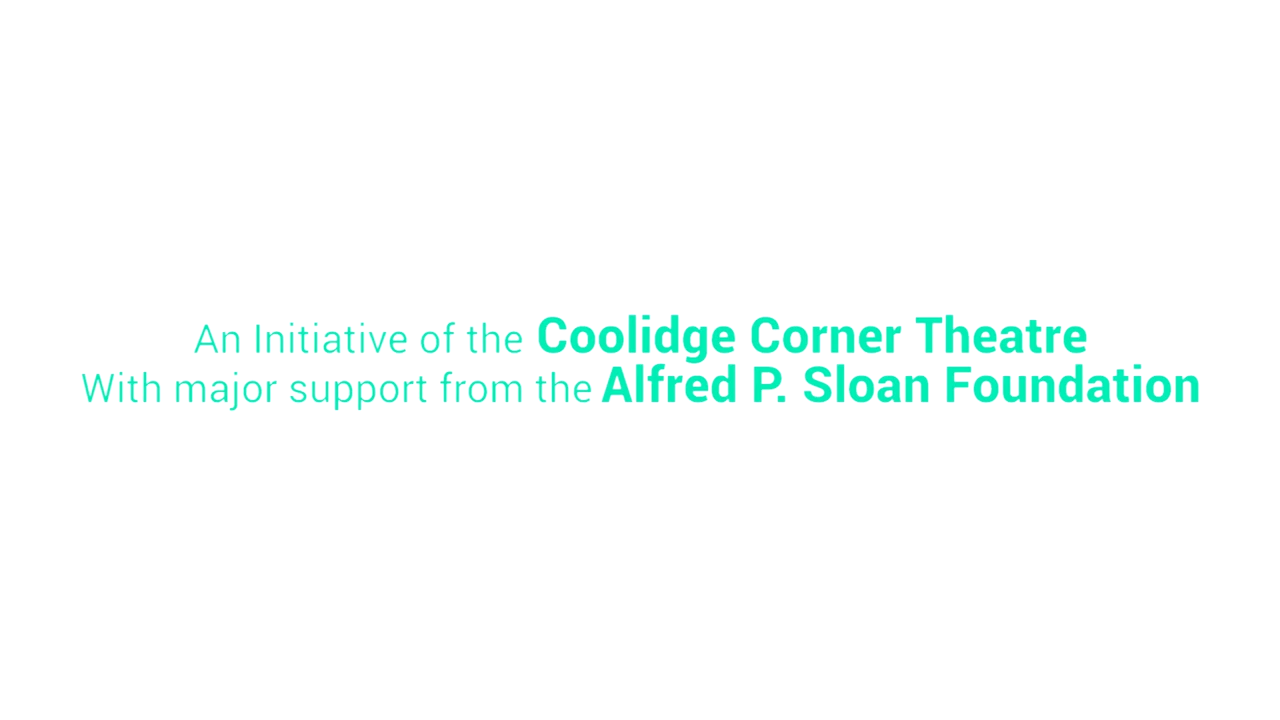 An Initiative of the Coolidge Corner Theatre
With major support from the Alfred P. Sloan Foundation